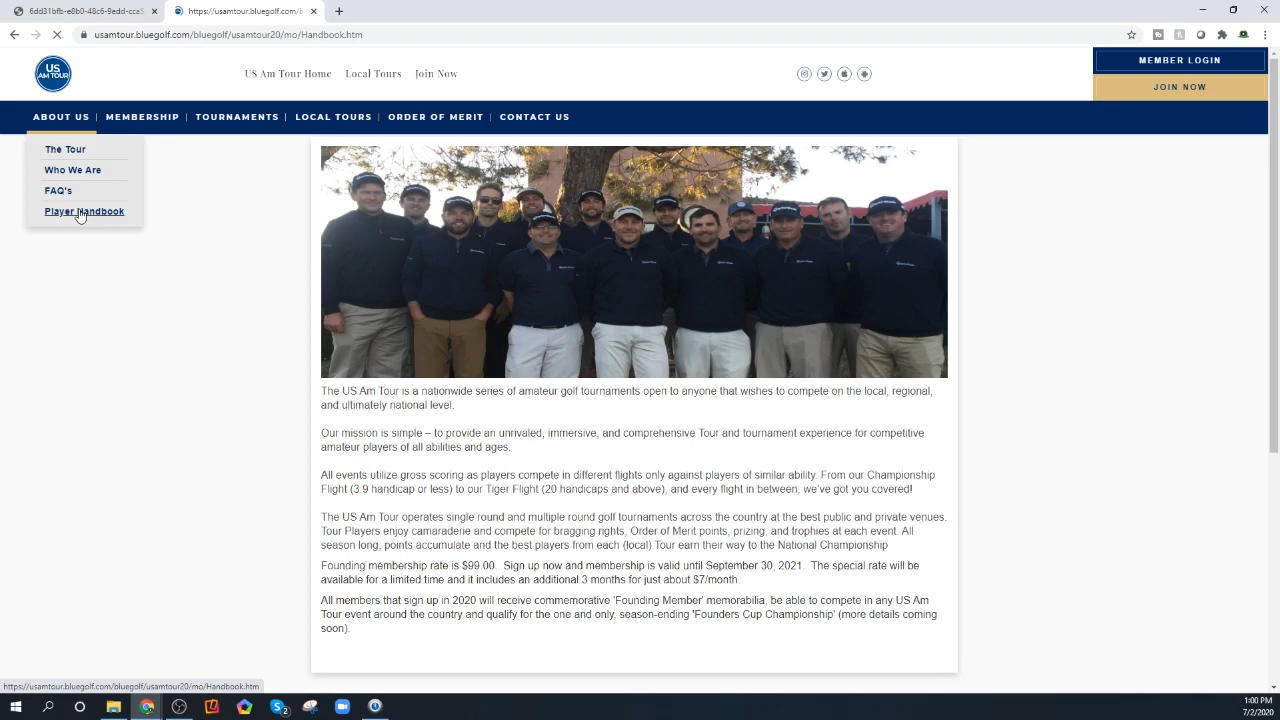 6dd31bfb-e8b0-48c6-9edd-cca5
https://usamtour.bluegolf.com/bl
usamtour.bluegolf.com/bluegolf/usamtour20/mo/Handbook.htm
US
AM TOUR
US Am Tour Home Local Tours Join Now
MEMBER LOGIN
JOIN NOW
ABOUT US | MEMBERSHIP | TOURNAMENTS | LOCAL TOURS | ORDER OF MERIT | CONTACT US
The Tour
Who We Are
FAQ's
Player Handbook
The US Am Tour is a nationwide series of amateur golf tournaments open to anyone that wishes to compete on the local, regional,
and ultimately national level.
Our mission is simple – to provide an unrivaled, immersive, and comprehensive Tour and tournament experience for competitive
amateur players of all abilities and ages.
All events utilize gross scoring as players compete in different flights only against players of similar ability. From our Championship
Flight (3.9 handicap or less) to our Tiger Flight (20 handicaps and above), and every flight in between, we've got you covered!
The US Am Tour operates single round and multiple round golf tournaments across the country at the best public and private venues.
Tour Players enjoy camaraderie and compete for bragging rights, Order of Merit points, prizing, and trophies at each event. All
season long, points accumulate and the best players from each (local) Tour earn their way to the National Championship
Founding membership rate is $99.00. Sign up now and membership is valid until September 30, 2021. The special rate will be
available for a limited time and it includes an additional 3 months for just about $7/month.
All members that sign up in 2020 will receive commemorative 'Founding Member' memorabilia, be able to compete in any US Am
Tour event around the country and qualify for the one and only, season-ending 'Founders Cup Championship' (more details coming
soon).
https://usamtour.bluegolf.com/bluegolf/usamtour20/mo/Handbook.htm
1:00 PM
7/2/2020